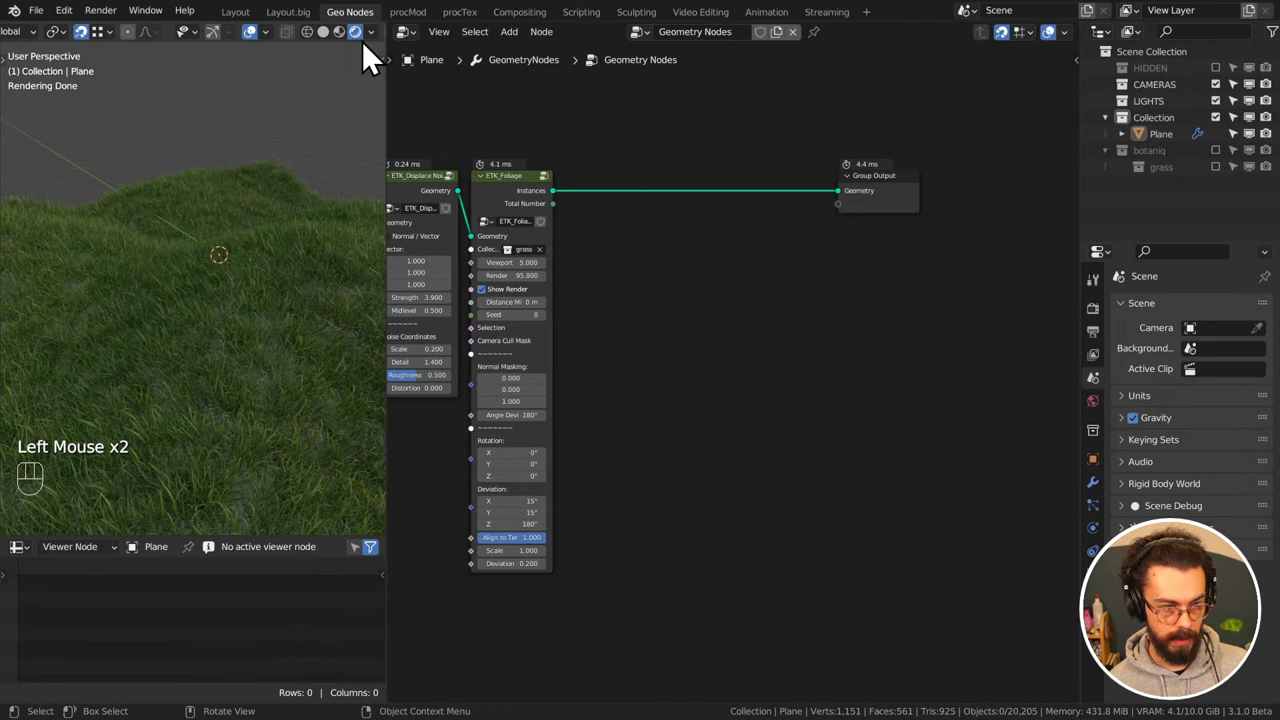 File Edit Render Window Help Layout Layout.big Geo Nodes procMod procTex Compositing Scripting Sculpting Video Editing Animation Streaming + Scene View Layer
lobal View Select Add Node Geometry Nodes
User Perspective
(1) Collection | Plane
Rendering Done
Plane > GeometryNodes > Geometry Nodes
Scene Collection
HIDDEN
CAMERAS
LIGHTS
Collection
Plane
botaniq
grass
0.24 ms
ETK_Displace Noi
Geometry
ETK_Disp...
eometry
Normal / Vector
ector:
1.000
1.000
1.000
Strength 3.900
Midlevel 0.500
~~~~~~
oise Coordinates
Scale 0.200
Detail 1.400
Roughness 0.500
Distortion 0.000
4.1 ms
ETK_Foliage
Instances
Total Number
ETK_Folia...
Geometry
Collec... grass
Viewport 5.000
Render 95.800
Show Render
Distance Mi 0 m
Seed 0
Selection
Camera Cull Mask
~~~~~~~
Normal Masking:
0.000
0.000
1.000
Angle Devi 180°
~~~~~~~
Rotation:
X 0°
Y 0°
Z 0°
Deviation:
X 15°
Y 15°
Z 180°
Align to Ter 1.000
Scale 1.000
Deviation 0.200
4.4 ms
Group Output
Geometry
Scene
Scene
Camera
Background...
Active Clip
Units
Gravity
Keying Sets
Audio
Rigid Body World
Scene Debug
Left Mouse x2
Viewer Node Plane No active viewer node
Rows: 0 | Columns: 0
Select Box Select Rotate View Object Context Menu Collection | Plane | Verts:1,151 | Faces:561 | Tris:925 | Objects:0/20,205 | Memory: 431.8 MiB | VRAM: 4.1/10.0 GiB | 3.1.0 Beta